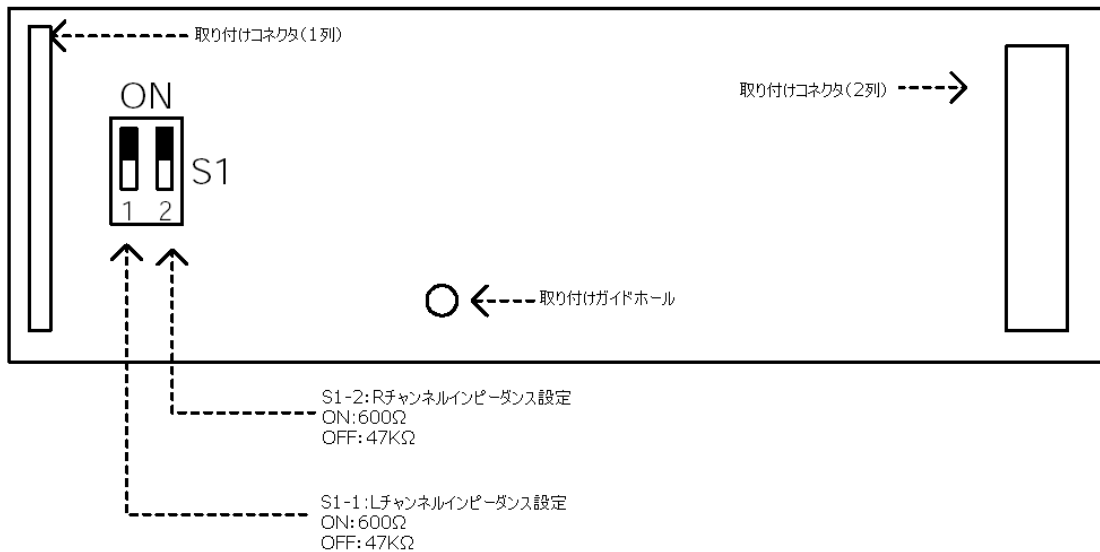 取り付けコネクタ(1列)
取り付けコネクタ(2列)
ON
S1
1 2
取り付けガイドホール
S1-2:Rチャンネルインピーダンス設定
ON:600Ω
OFF:47KΩ
S1-1:Lチャンネルインピーダンス設定
ON:600Ω
OFF:47KΩ